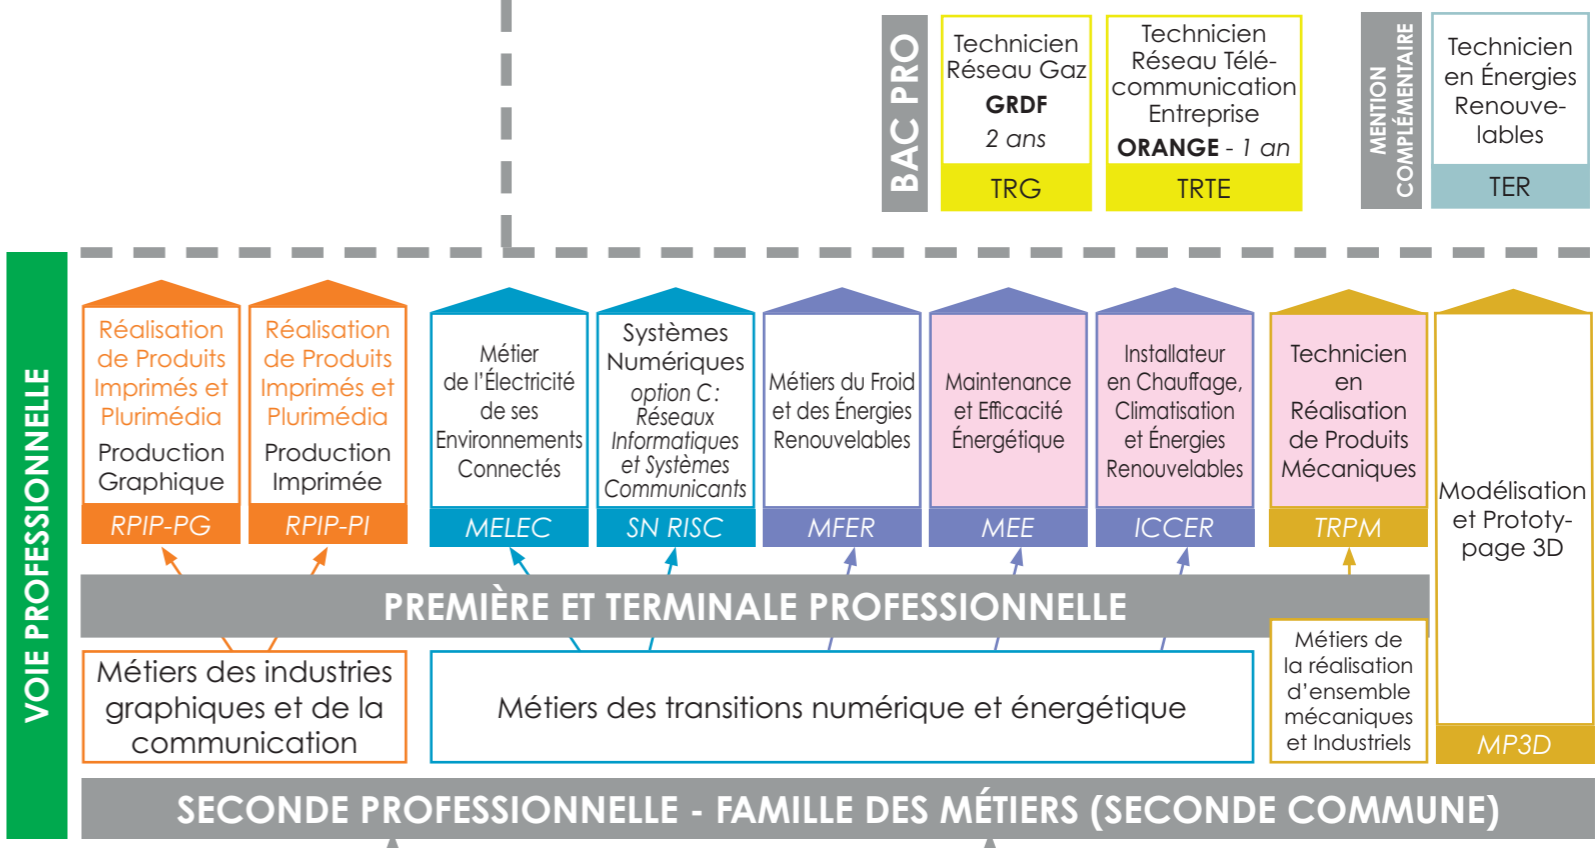 BAC PRO
Technicien
Réseau Gaz
GRDF
2 ans
TRG
Technicien
Réseau Télé-
communication
Entreprise
ORANGE - 1 an
TRTE
MENTION
COMPLÉMENTAIRE
Technicien
en Énergies
Renouve-
lables
TER
VOIE PROFESSIONNELLE
Réalisation
de Produits
Imprimés et
Plurimédia
Production
Graphique
RPIP-PG
Réalisation
de Produits
Imprimés et
Plurimédia
Production
Imprimée
RPIP-PI
Métier
de l’Électricité
de ses
Environnements
Connectés
MELEC
Systèmes
Numériques
option C :
Réseaux
Informatiques
et Systèmes
Communicants
SN RISC
Métiers du Froid
et des Énergies
Renouvelables
MFER
Maintenance
et Efficacité
Énergétique
MEE
Installateur
en Chauffage,
Climatisation
et Énergies
Renouvelables
ICCER
Technicien
en
Réalisation
de Produits
Mécaniques
TRPM
Modélisation
et Prototy-
page 3D
MP3D
PREMIÈRE ET TERMINALE PROFESSIONNELLE
Métiers des industries
graphiques et de la
communication
Métiers des transitions numérique et énergétique
Métiers de
la réalisation
d’ensemble
mécaniques
et Industriels
SECONDE PROFESSIONNELLE - FAMILLE DES MÉTIERS (SECONDE COMMUNE)